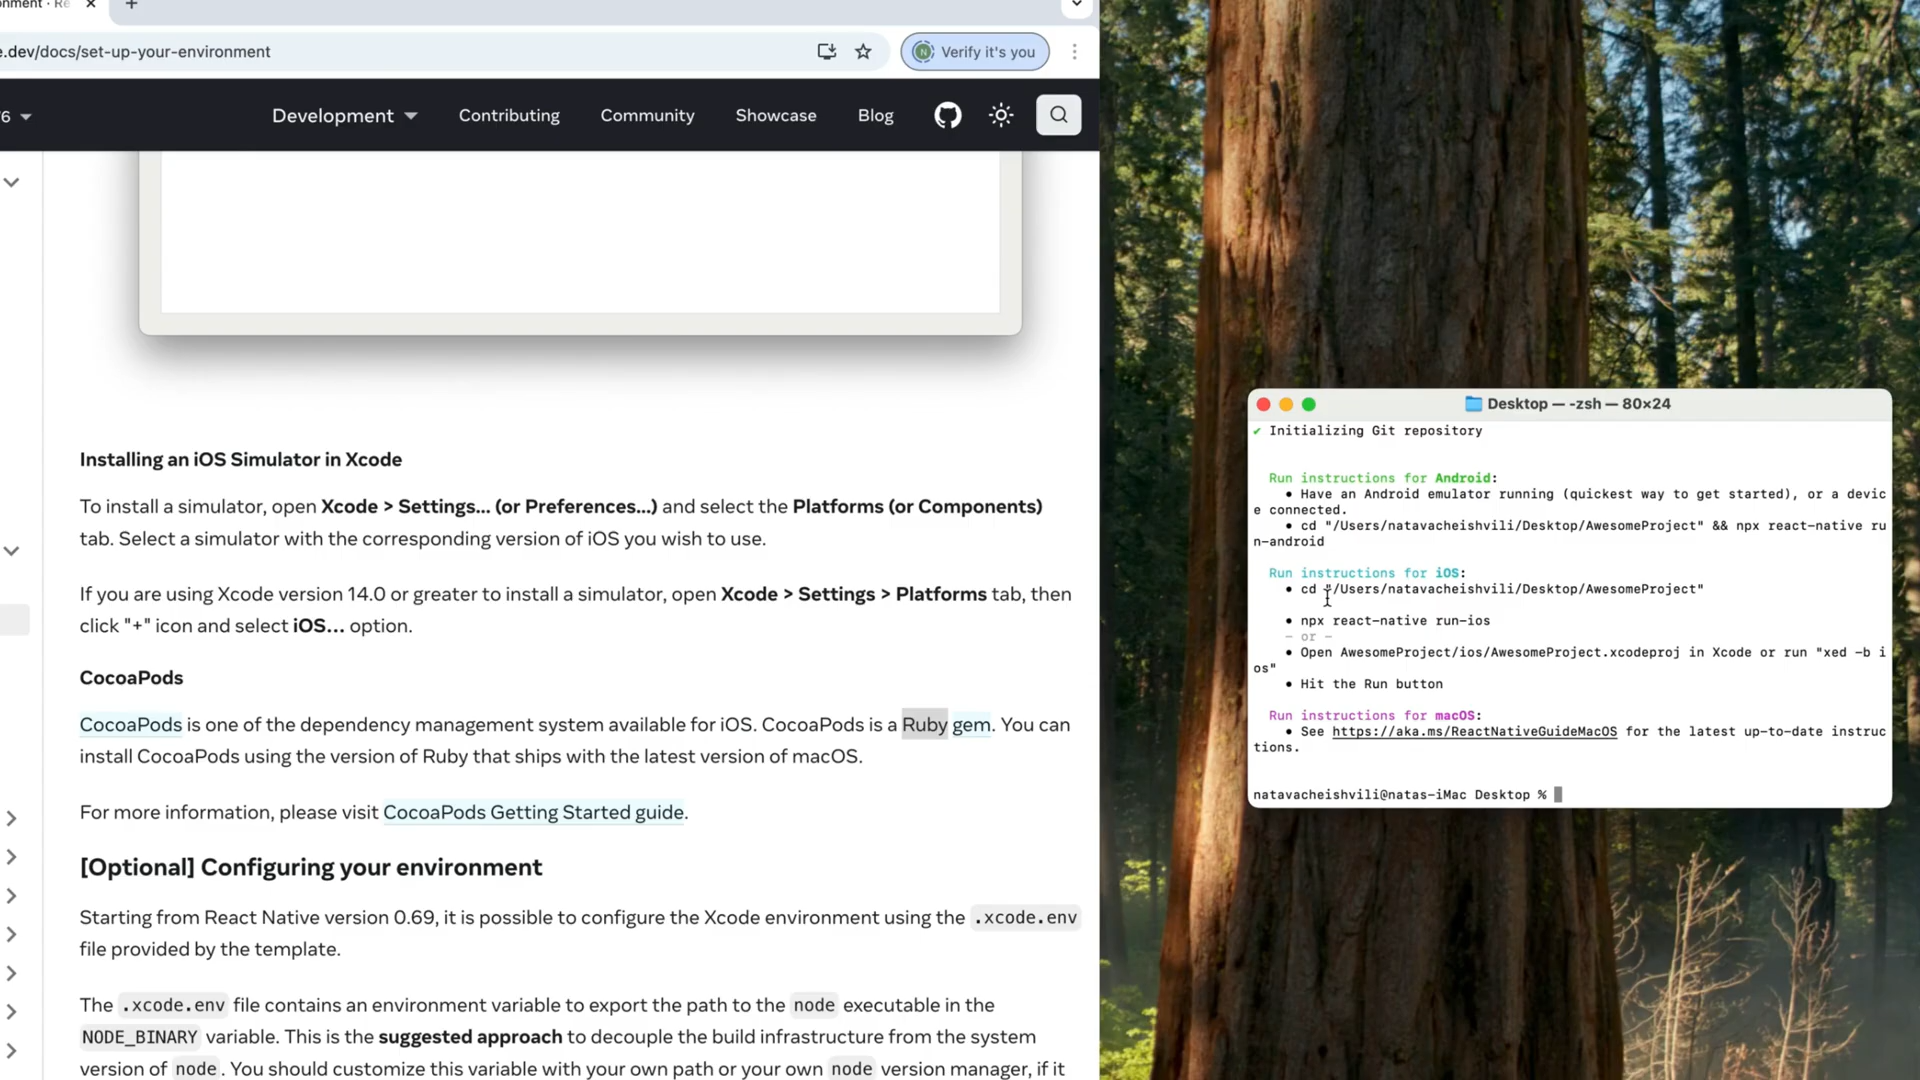 e.dev/docs/set-up-your-environment
Verify it's you
Development
Contributing
Community
Showcase
Blog
Installing an iOS Simulator in Xcode
To install a simulator, open Xcode > Settings... (or Preferences...) and select the Platforms (or Components)
tab. Select a simulator with the corresponding version of iOS you wish to use.
If you are using Xcode version 14.0 or greater to install a simulator, open Xcode > Settings > Platforms tab, then
click "+" icon and select iOS... option.
CocoaPods
CocoaPods is one of the dependency management system available for iOS. CocoaPods is a Ruby gem. You can
install CocoaPods using the version of Ruby that ships with the latest version of macOS.
For more information, please visit CocoaPods Getting Started guide.
[Optional] Configuring your environment
Starting from React Native version 0.69, it is possible to configure the Xcode environment using the .xcode.env
file provided by the template.
The .xcode.env file contains an environment variable to export the path to the node executable in the
NODE_BINARY variable. This is the suggested approach to decouple the build infrastructure from the system
version of node. You should customize this variable with your own path or your own node version manager, if it
Desktop — -zsh — 80×24
✔ Initializing Git repository
Run instructions for Android:
• Have an Android emulator running (quickest way to get started), or a devic
e connected.
• cd "/Users/natavacheishvili/Desktop/AwesomeProject" && npx react-native ru
n-android
Run instructions for iOS:
• cd "/Users/natavacheishvili/Desktop/AwesomeProject"
• npx react-native run-ios
- or -
• Open AwesomeProject/ios/AwesomeProject.xcodeproj in Xcode or run "xed -b i
os"
• Hit the Run button
Run instructions for macOS:
• See https://aka.ms/ReactNativeGuideMacOS for the latest up-to-date instruc
tions.
natavacheishvili@natas-iMac Desktop %